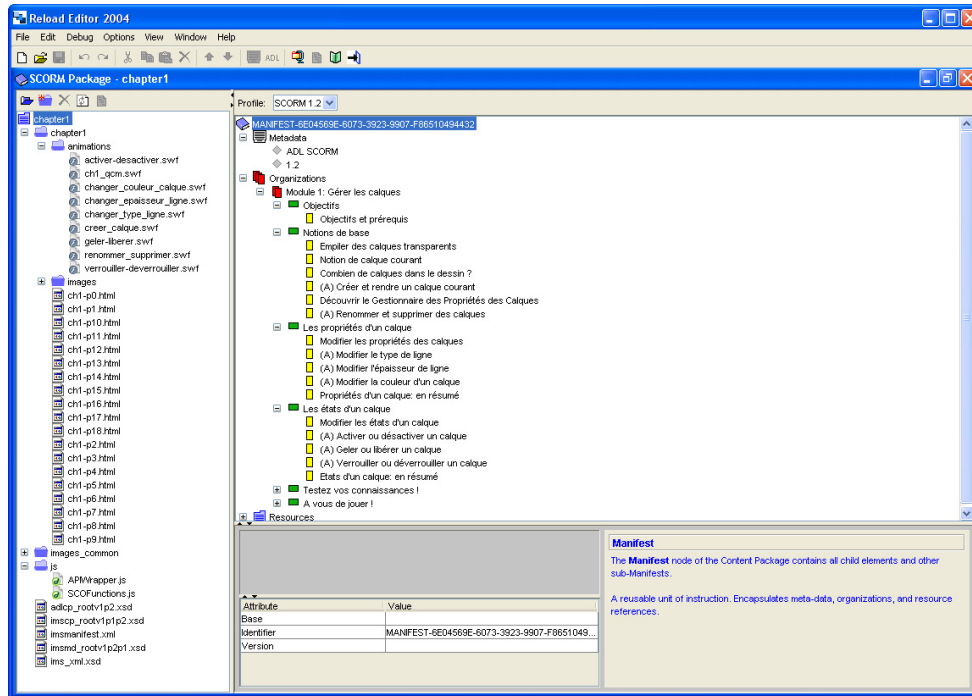 Reload Editor 2004
File Edit Debug Options View Window Help
ADL
SCORM Package - chapter1
chapter1
chapter1
animations
activer-desactiver.swf
ch1_qcm.swf
changer_couleur_calque.swf
changer_epaisseur_ligne.swf
changer_type_ligne.swf
creer_calque.swf
geler-liberer.swf
renommer_supprimer.swf
verrouiller-deverrouiller.swf
images
ch1-p0.html
ch1-p1.html
ch1-p10.html
ch1-p11.html
ch1-p12.html
ch1-p13.html
ch1-p14.html
ch1-p15.html
ch1-p16.html
ch1-p17.html
ch1-p18.html
ch1-p2.html
ch1-p3.html
ch1-p4.html
ch1-p5.html
ch1-p6.html
ch1-p7.html
ch1-p8.html
ch1-p9.html
images_common
js
APIWrapper.js
SCOFunctions.js
adlcp_rootv1p2.xsd
imscp_rootv1p1p2.xsd
imsmanifest.xml
imsmd_rootv1p2p1.xsd
ims_xml.xsd
Profile: SCORM 1.2
MANIFEST-6E04569E-6073-3923-9907-F86510494432
Metadata
ADL SCORM
1.2
Organizations
Module 1: Gérer les calques
Objectifs
Objectifs et prérequis
Notions de base
Empiler des calques transparents
Notion de calque courant
Combien de calques dans le dessin ?
(A) Créer et rendre un calque courant
Découvrir le Gestionnaire des Propriétés des Calques
(A) Renommer et supprimer des calques
Les propriétés d'un calque
Modifier les propriétés des calques
(A) Modifier le type de ligne
(A) Modifier l'épaisseur de ligne
(A) Modifier la couleur d'un calque
Propriétés d'un calque: en résumé
Les états d'un calque
Modifier les états d'un calque
(A) Activer ou désactiver un calque
(A) Geler ou libérer un calque
(A) Verrouiller ou déverrouiller un calque
Etats d'un calque: en résumé
Testez vos connaissances !
A vous de jouer !
Resources
Attribute Value
Base
Identifier MANIFEST-6E04569E-6073-3923-9907-F8651049...
Version
Manifest
The Manifest node of the Content Package contains all child elements and other
sub-Manifests.
A reusable unit of instruction. Encapsulates meta-data, organizations, and resource
references.